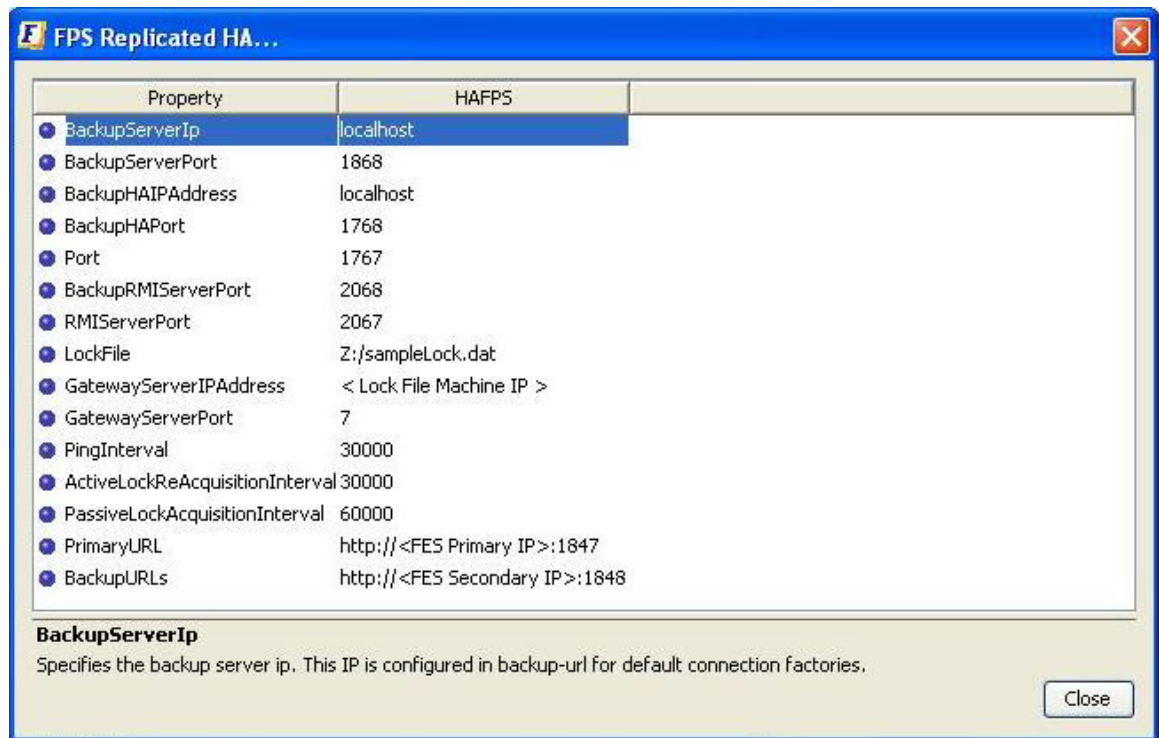 FPS Replicated HA...
Property HAFPS
BackupServerIp localhost
BackupServerPort 1868
BackupHAIPAddress localhost
BackupHAPort 1768
Port 1767
BackupRMIServerPort 2068
RMIServerPort 2067
LockFile Z:/sampleLock.dat
GatewayServerIPAddress < Lock File Machine IP >
GatewayServerPort 7
PingInterval 30000
ActiveLockReAcquisitionInterval 30000
PassiveLockAcquisitionInterval 60000
PrimaryURL http://<FES Primary IP>:1847
BackupURLs http://<FES Secondary IP>:1848
BackupServerIp
Specifies the backup server ip. This IP is configured in backup-url for default connection factories.
Close